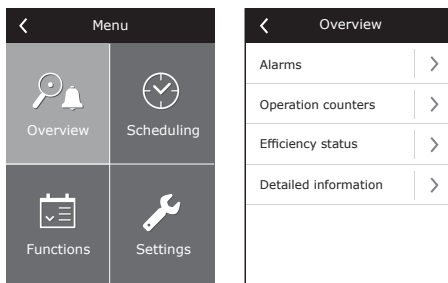 Menu
Overview
Scheduling
Functions
Settings
Overview
Alarms
Operation counters
Efficiency status
Detailed information